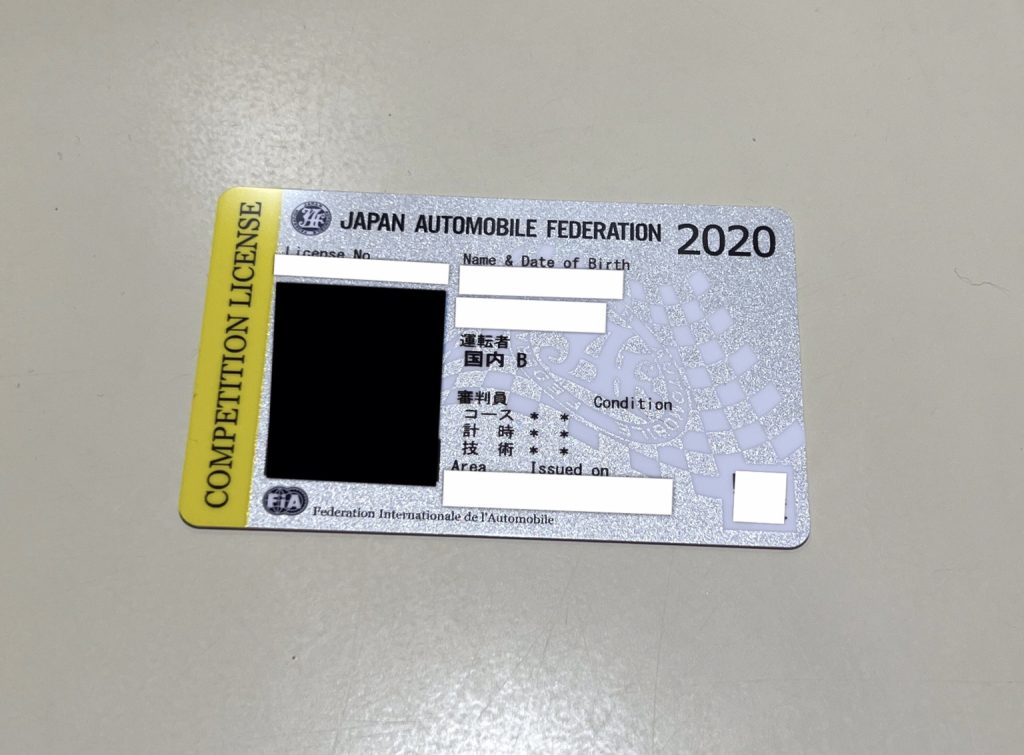 COMPETITION LICENSE
JAPAN AUTOMOBILE FEDERATION 2020
License No
Name & Date of Birth
運転者
国内 B
審判員
Condition
コース * *
計 時 * *
技 術 * *
Area Issued on
FiA Federation Internationale de l'Automobile